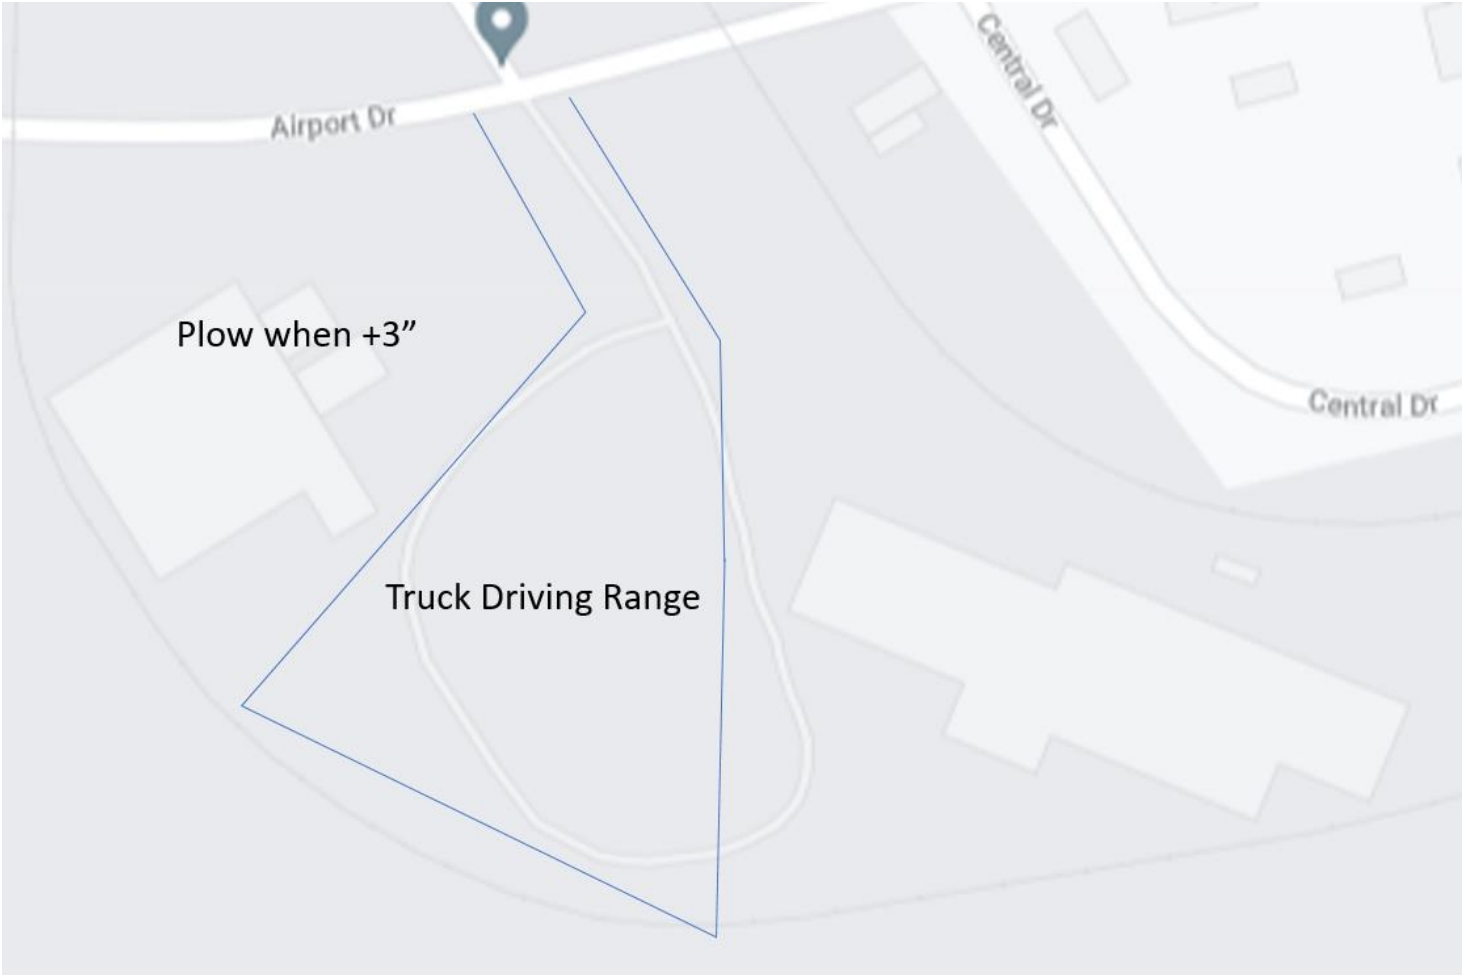 Airport Dr
Central Dr
Plow when +3”
Central Dr
Truck Driving Range